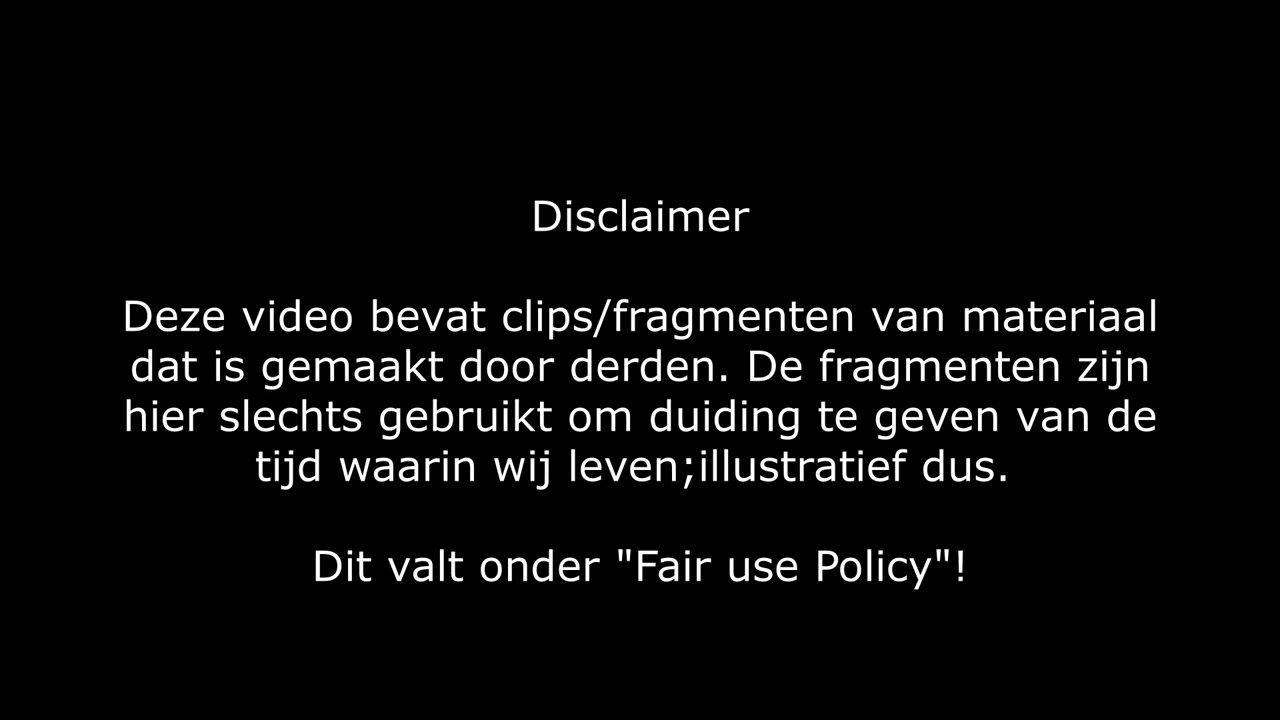 Disclaimer
Deze video bevat clips/fragmenten van materiaal
dat is gemaakt door derden. De fragmenten zijn
hier slechts gebruikt om duiding te geven van de
tijd waarin wij leven;illustratief dus.
Dit valt onder "Fair use Policy"!